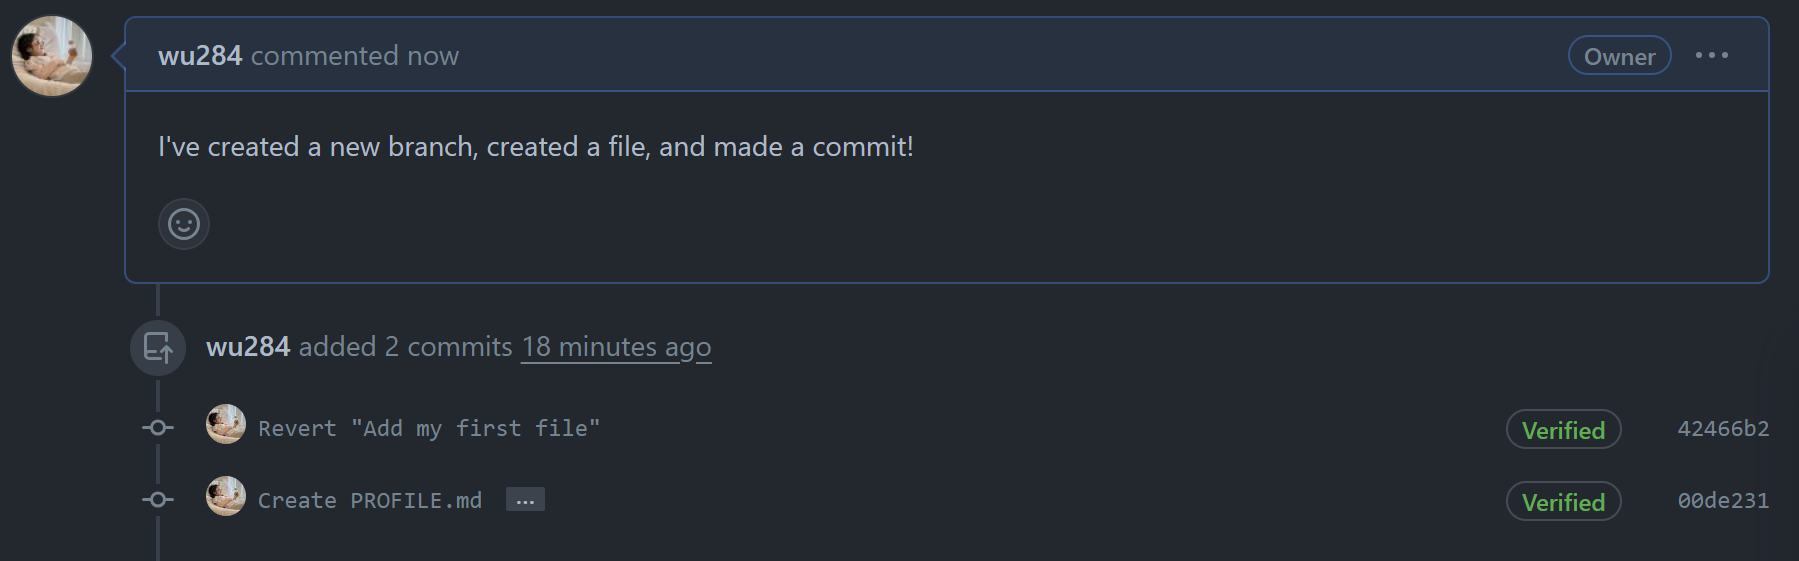 wu284 commented now
Owner
I've created a new branch, created a file, and made a commit!
wu284 added 2 commits 18 minutes ago
Revert "Add my first file"
Verified
42466b2
Create PROFILE.md ...
Verified
00de231